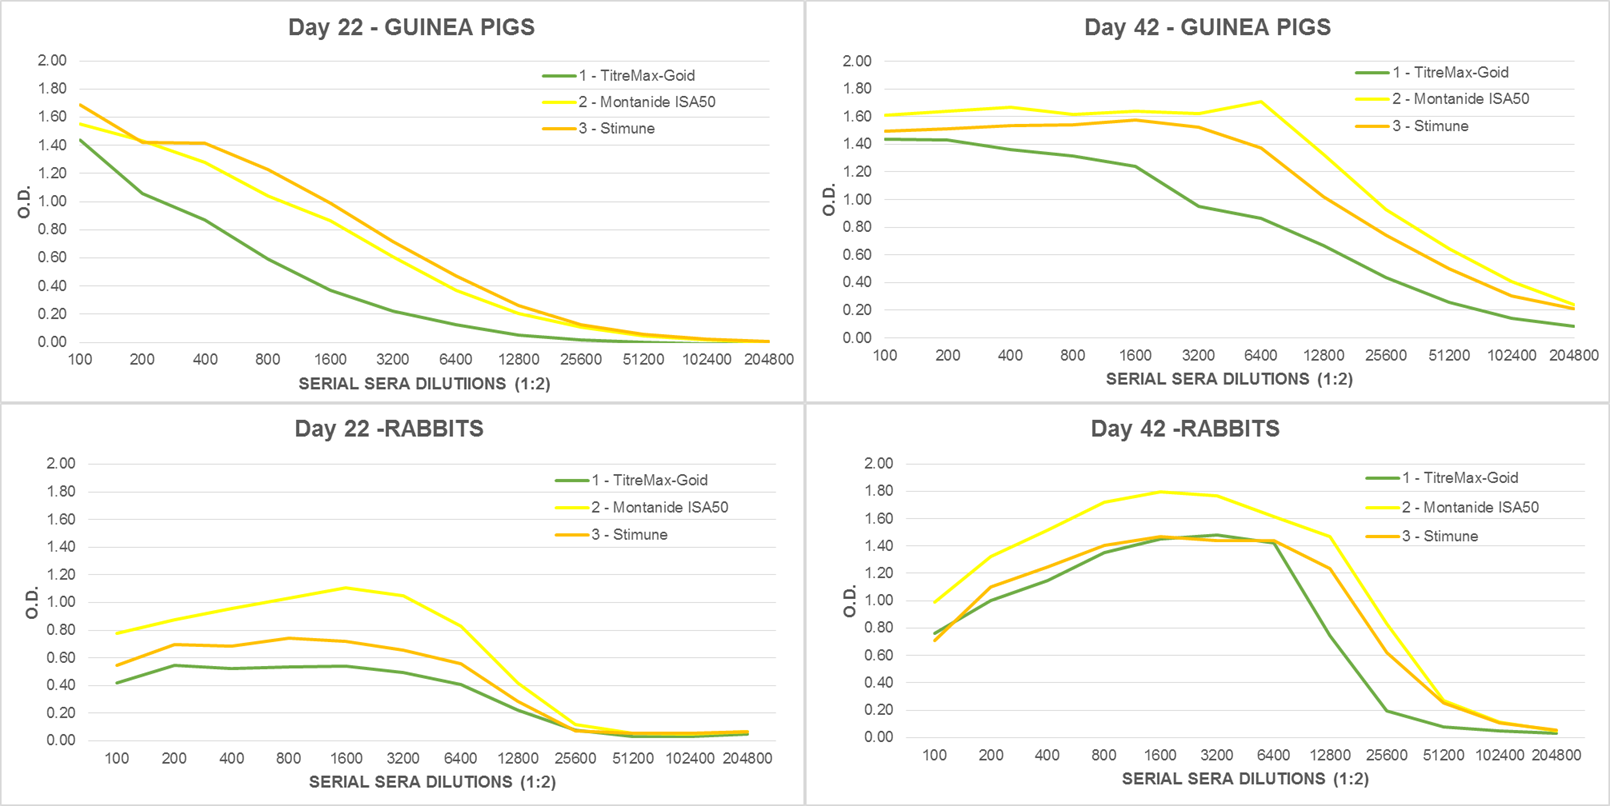 Day 22 - GUINEA PIGS
2.00
1.80
1.60
1.40
1.20
1.00
0.80
0.60
0.40
0.20
0.00
O.D.
1 - TitreMax-Goid
2 - Montanide ISA50
3 - Stimune
100 200 400 800 1600 3200 6400 12800 25600 51200 102400 204800
SERIAL SERA DILUTIIONS (1:2)
Day 42 - GUINEA PIGS
2.00
1.80
1.60
1.40
1.20
1.00
0.80
0.60
0.40
0.20
0.00
O.D.
1 - TitreMax-Goid
2 - Montanide ISA50
3 - Stimune
100 200 400 800 1600 3200 6400 12800 25600 51200 102400 204800
SERIAL SERA DILUTIIONS (1:2)
Day 22 -RABBITS
2.00
1.80
1.60
1.40
1.20
1.00
0.80
0.60
0.40
0.20
0.00
O.D.
1 - TitreMax-Goid
2 - Montanide ISA50
3 - Stimune
100 200 400 800 1600 3200 6400 12800 25600 51200 102400 204800
SERIAL SERA DILUTIONS (1:2)
Day 42 -RABBITS
2.00
1.80
1.60
1.40
1.20
1.00
0.80
0.60
0.40
0.20
0.00
O.D.
1 - TitreMax-Goid
2 - Montanide ISA50
3 - Stimune
100 200 400 800 1600 3200 6400 12800 25600 51200 102400 204800
SERIAL SERA DILUTIONS (1:2)